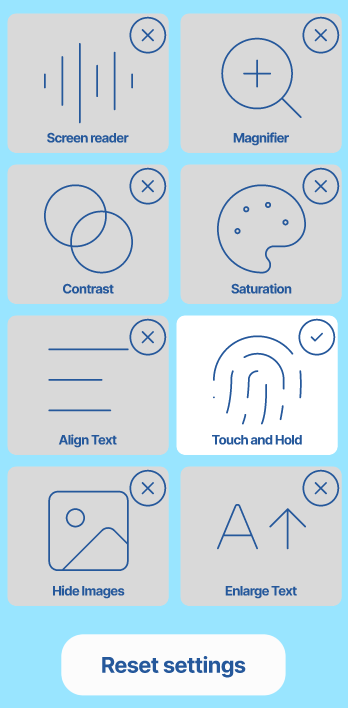 Screen reader
Magnifier
Contrast
Saturation
Align Text
Touch and Hold
Hide Images
A
Enlarge Text
Reset settings